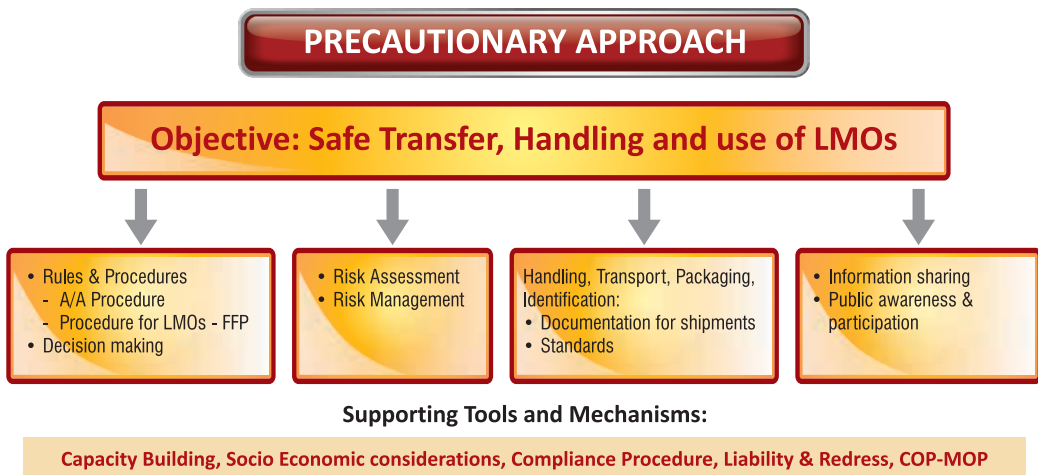 PRECAUTIONARY APPROACH
Objective: Safe Transfer, Handling and use of LMOs
• Rules & Procedures
- A/A Procedure
- Procedure for LMOs - FFP
• Decision making
• Risk Assessment
• Risk Management
Handling, Transport, Packaging,
Identification:
• Documentation for shipments
• Standards
• Information sharing
• Public awareness &
participation
Supporting Tools and Mechanisms:
Capacity Building, Socio Economic considerations, Compliance Procedure, Liability & Redress, COP-MOP